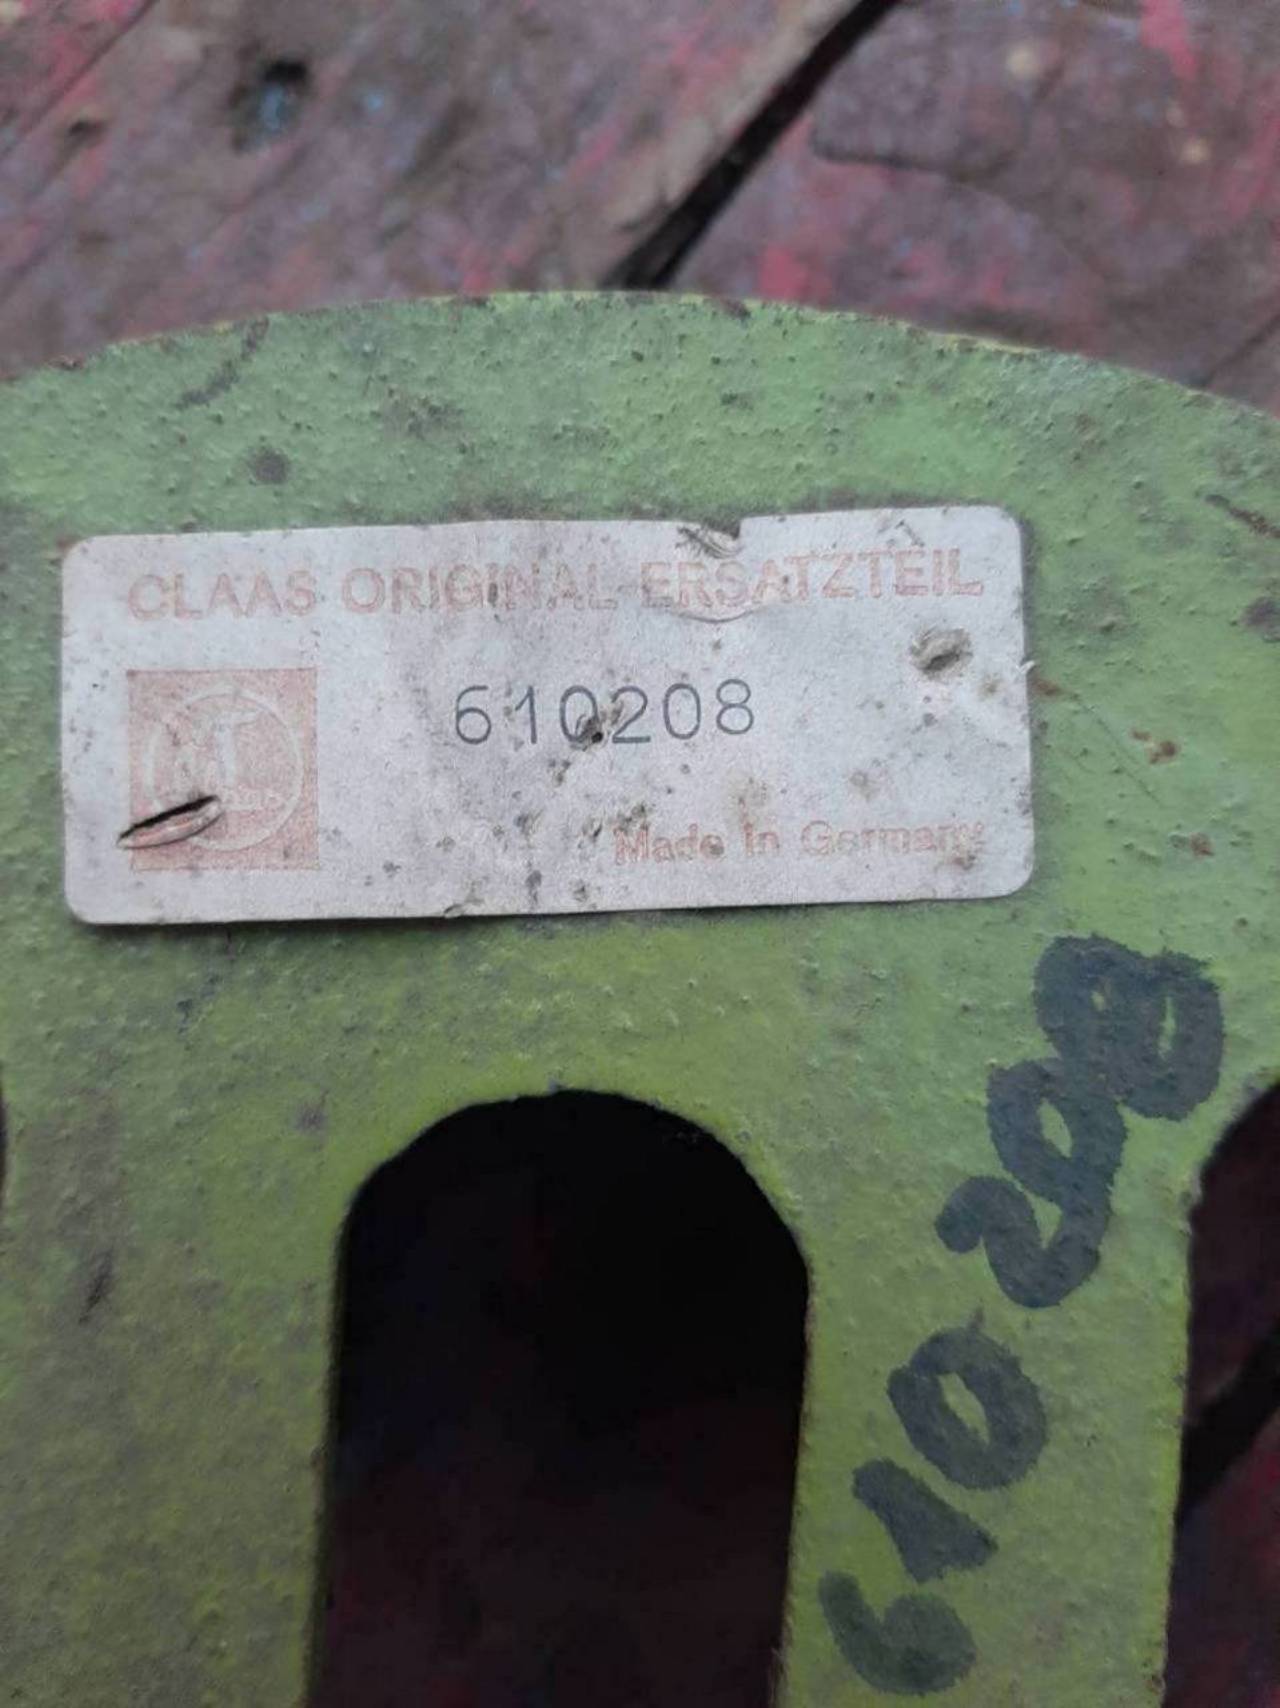 CLAAS ORIGINAL ERSATZTEIL
610208
Made in Germany
610208